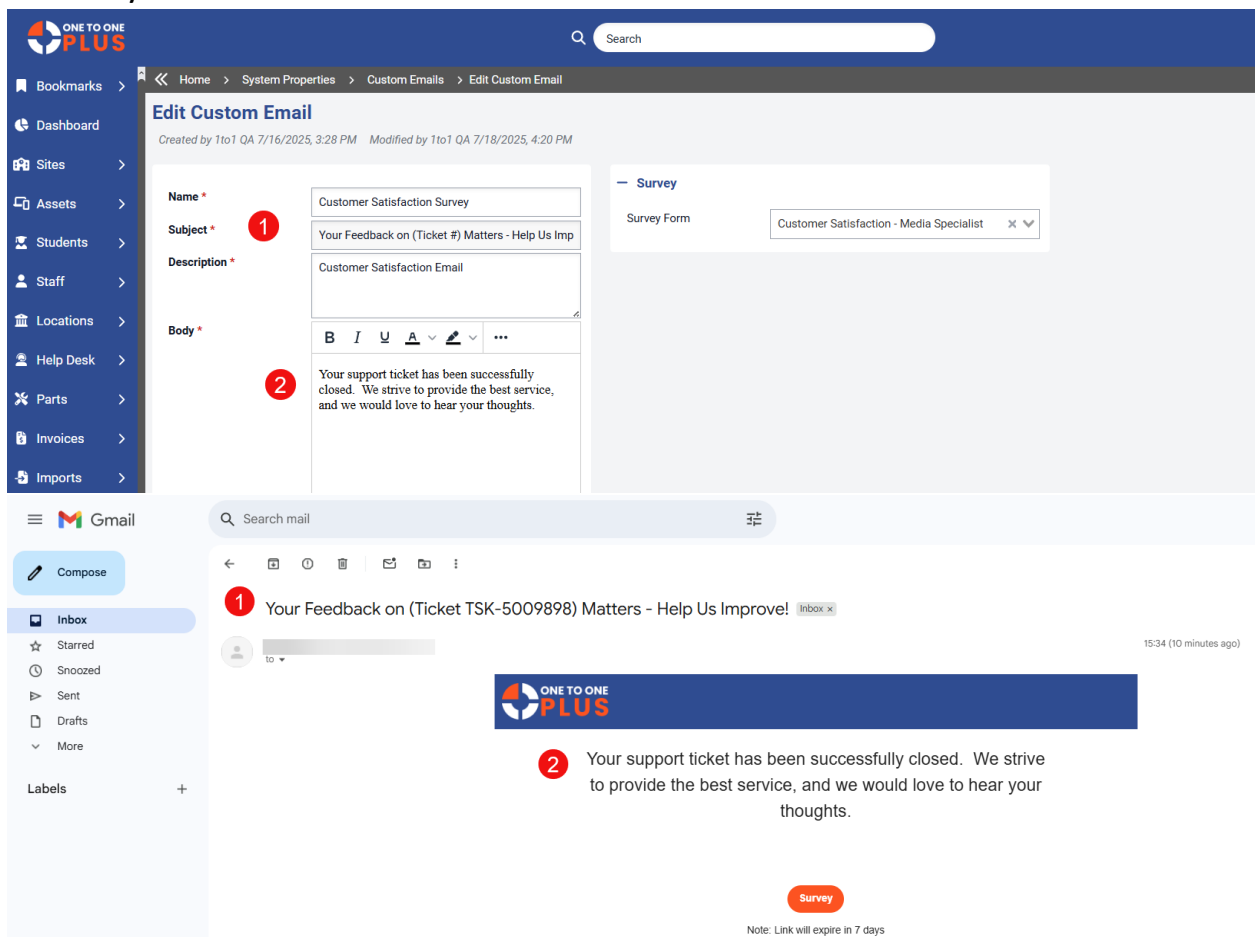 ONE TO ONE
PLUS
Search
Bookmarks
Dashboard
Sites
Assets
Students
Staff
Locations
Help Desk
Parts
Invoices
Imports
Home > System Properties > Custom Emails > Edit Custom Email
Edit Custom Email
Created by 1to1 QA 7/16/2025, 3:28 PM Modified by 1to1 QA 7/18/2025, 4:20 PM
Name *
Customer Satisfaction Survey
1
Subject *
Your Feedback on (Ticket #) Matters - Help Us Imp
Description *
Customer Satisfaction Email
Body *
B I U A
2
Your support ticket has been successfully
closed. We strive to provide the best service,
and we would love to hear your thoughts.
Survey
Survey Form
Customer Satisfaction - Media Specialist
Gmail
Search mail
Compose
Inbox
Starred
Snoozed
Sent
Drafts
More
Labels
1
Your Feedback on (Ticket TSK-5009898) Matters - Help Us Improve! Inbox x
to
15:34 (10 minutes ago)
ONE TO ONE
PLUS
2
Your support ticket has been successfully closed. We strive
to provide the best service, and we would love to hear your
thoughts.
Survey
Note: Link will expire in 7 days